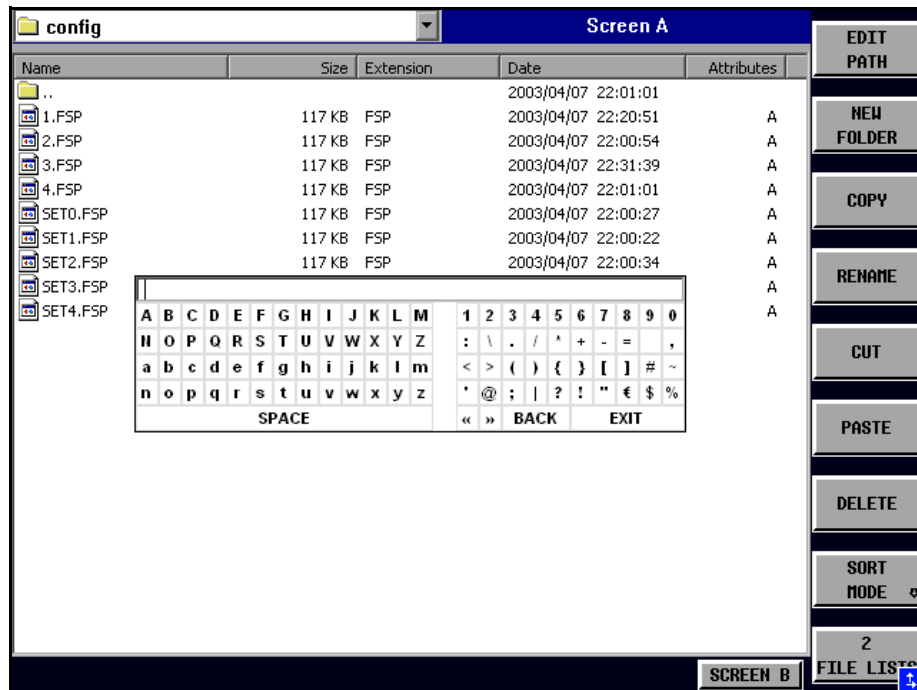 config
Screen A
Name Size Extension Date Attributes
.. 2003/04/07 22:01:01
1.FSP 117 KB FSP 2003/04/07 22:20:51 A
2.FSP 117 KB FSP 2003/04/07 22:00:54 A
3.FSP 117 KB FSP 2003/04/07 22:31:39 A
4.FSP 117 KB FSP 2003/04/07 22:01:01 A
SET0.FSP 117 KB FSP 2003/04/07 22:00:27 A
SET1.FSP 117 KB FSP 2003/04/07 22:00:22 A
SET2.FSP 117 KB FSP 2003/04/07 22:00:34 A
SET3.FSP A
SET4.FSP A
A B C D E F G H I J K L M 1 2 3 4 5 6 7 8 9 0
N O P Q R S T U V W X Y Z : \ . / * + - = ,
a b c d e f g h i j k l m < > ( ) { } [ ] # ~
n o p q r s t u v w x y z ' @ ; | ? ! " € $ %
SPACE « » BACK EXIT
EDIT
PATH
NEW
FOLDER
COPY
RENAME
CUT
PASTE
DELETE
SORT
MODE
2
FILE LISTS
SCREEN B